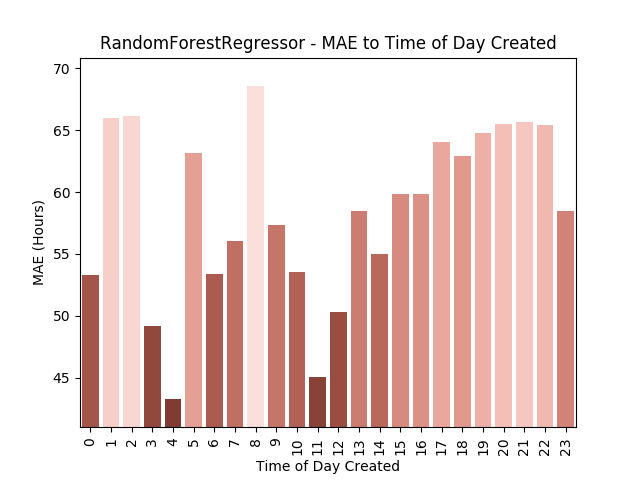 RandomForestRegressor - MAE to Time of Day Created
MAE (Hours)
70
65
60
55
50
45
0 1 2 3 4 5 6 7 8 9 10 11 12 13 14 15 16 17 18 19 20 21 22 23
Time of Day Created